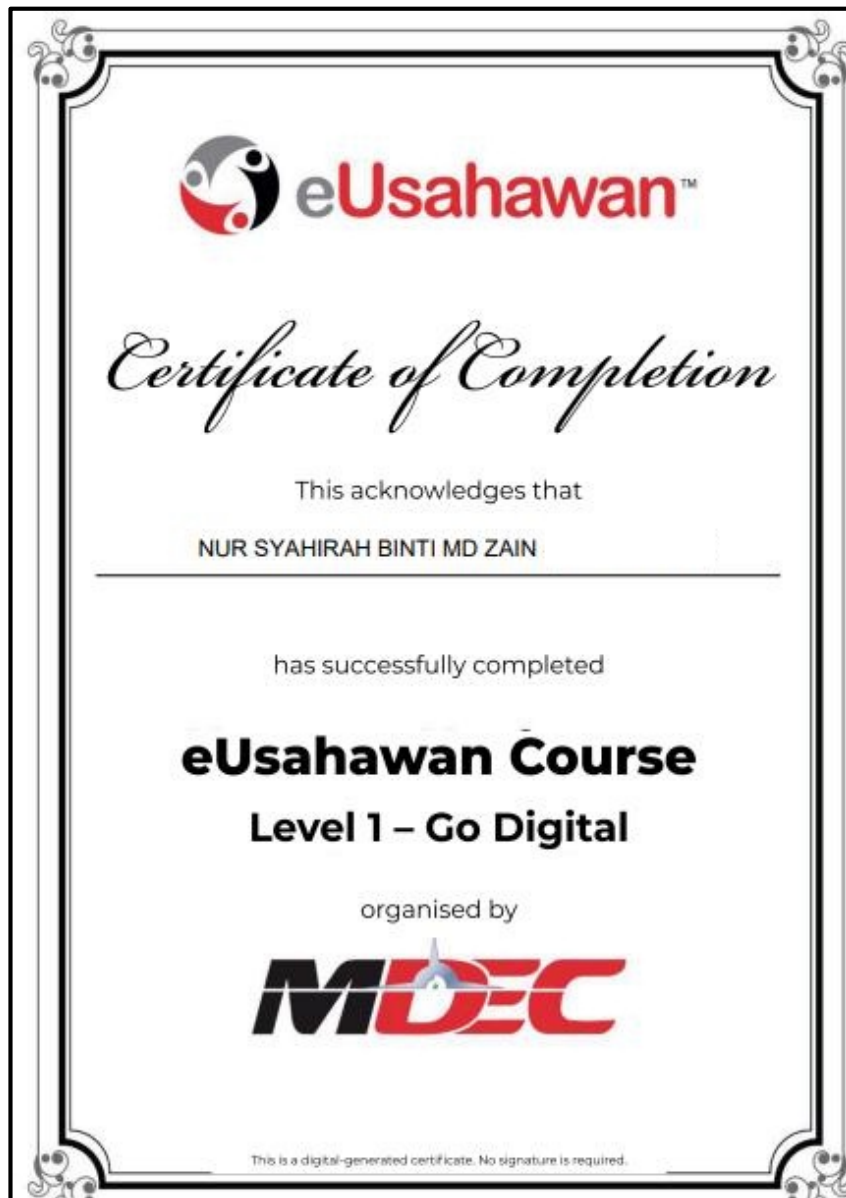 eUsahawan™
Certificate of Completion
This acknowledges that
NUR SYAHIRAH BINTI MD ZAIN
has successfully completed
eUsahawan Course
Level 1 – Go Digital
organised by
MDEC
This is a digital-generated certificate. No signature is required.